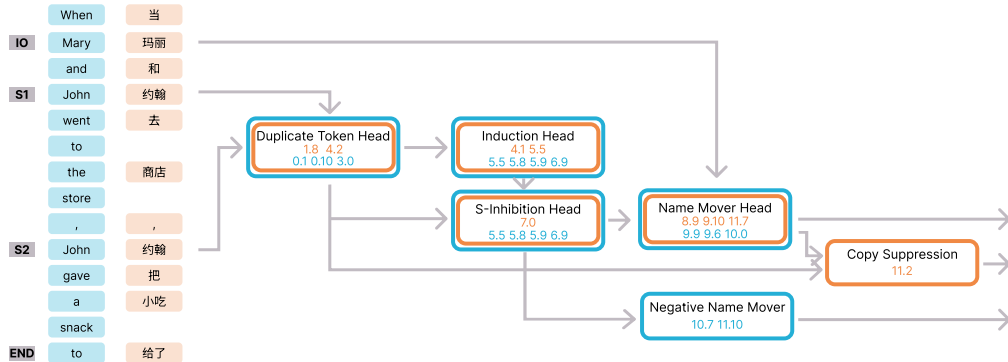 When 当
IO Mary 玛丽
and 和
S1 John 约翰
went 去
to
the 商店
store
, ,
S2 John 约翰
gave 把
a 小吃
snack
END to 给了
Duplicate Token Head
1.8 4.2
0.1 0.10 3.0
Induction Head
4.1 5.5
5.5 5.8 5.9 6.9
S-Inhibition Head
7.0
5.5 5.8 5.9 6.9
Name Mover Head
8.9 9.10 11.7
9.9 9.6 10.0
Copy Suppression
11.2
Negative Name Mover
10.7 11.10